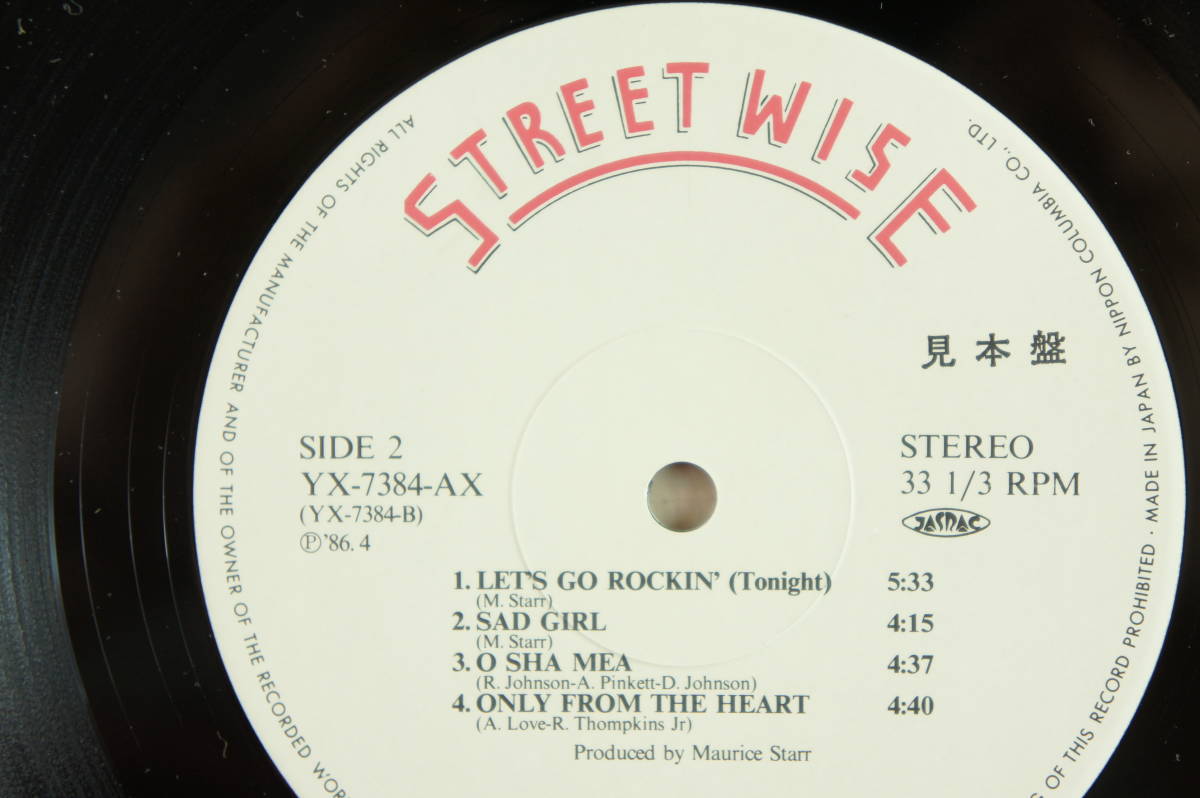 STREET WISE
見本盤
SIDE 2
YX-7384-AX
(YX-7384-B)
Ⓟ'86.4
STEREO
33 1/3 RPM
JASRAC
1. LET'S GO ROCKIN' (Tonight) 5:33
(M. Starr)
2. SAD GIRL 4:15
(M. Starr)
3. O SHA MEA 4:37
(R. Johnson-A. Pinkett-D. Johnson)
4. ONLY FROM THE HEART 4:40
(A. Love-R. Thompkins Jr)
Produced by Maurice Starr
ALL RIGHTS OF THE MANUFACTURER AND OF THE OWNER OF THE RECORDED
OF THIS RECORD PROHIBITED · MADE IN JAPAN BY NIPPON COLUMBIA CO., LTD.